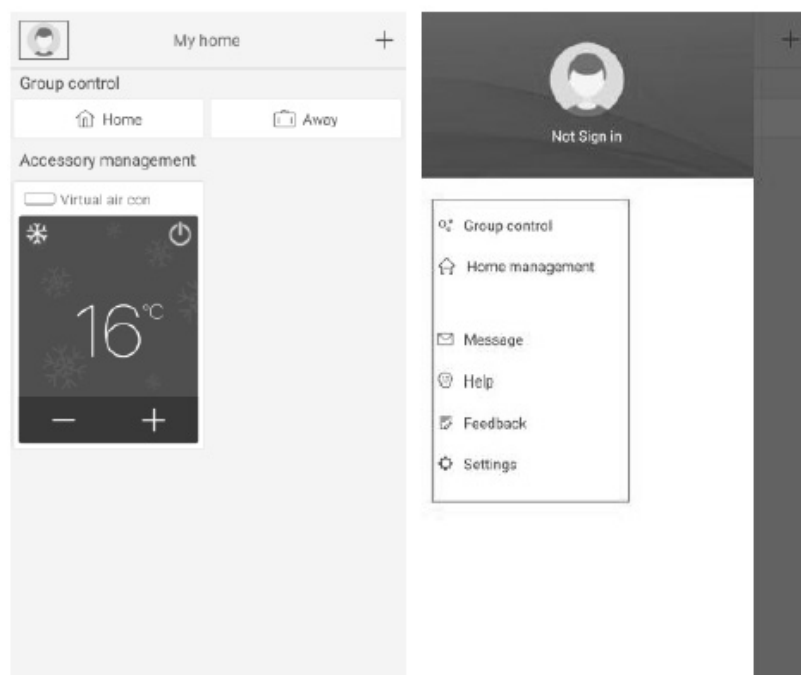 My home
Group control
Home
Away
Accessory management
Virtual air con
16°C
Not Sign in
Group control
Home management
Message
Help
Feedback
Settings